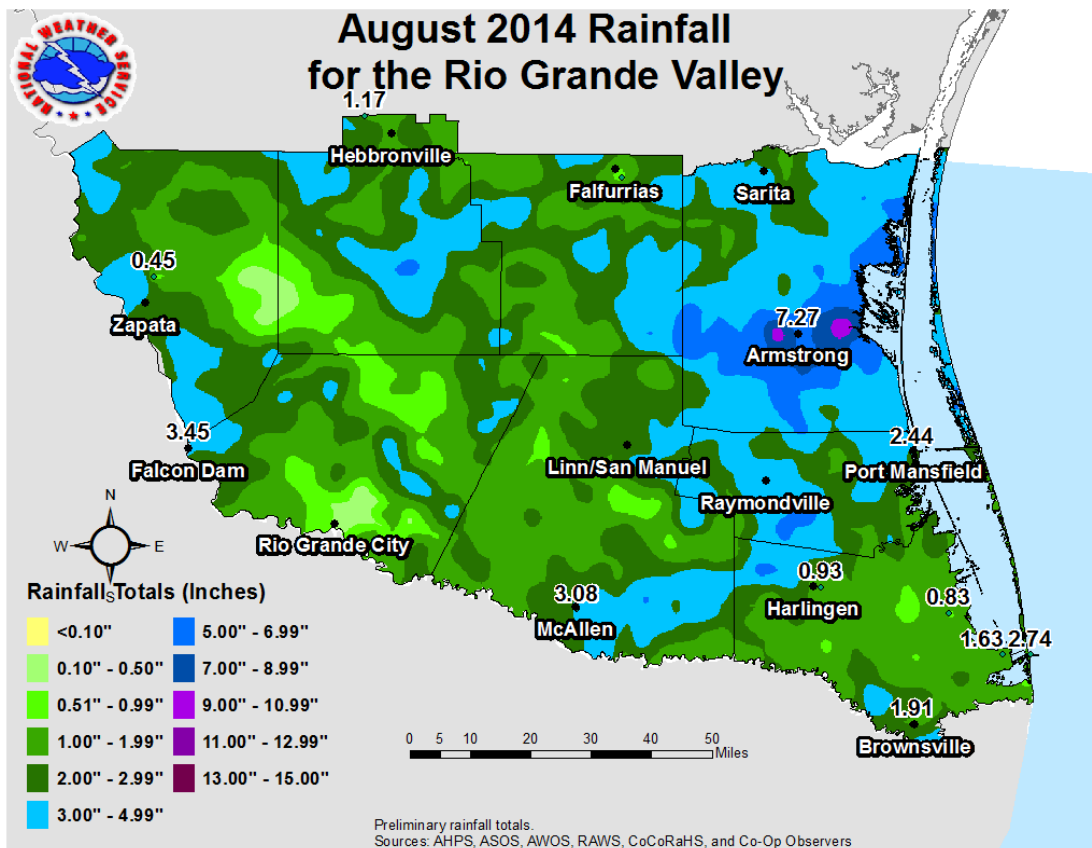 August 2014 Rainfall
for the Rio Grande Valley
NATIONAL WEATHER SERVICE
1.17
Hebbronville
Falfurrias
Sarita
0.45
Zapata
7.27
Armstrong
3.45
Falcon Dam
Linn/San Manuel
2.44
Port Mansfield
Raymondville
Rio Grande City
3.08
McAllen
0.93
Harlingen
0.83
1.63
2.74
1.91
Brownsville
N
W
E
S
Rainfall Totals (Inches)
<0.10"
0.10" - 0.50"
0.51" - 0.99"
1.00" - 1.99"
2.00" - 2.99"
3.00" - 4.99"
5.00" - 6.99"
7.00" - 8.99"
9.00" - 10.99"
11.00" - 12.99"
13.00" - 15.00"
0 5 10 20 30 40 50
Miles
Preliminary rainfall totals.
Sources: AHPS, ASOS, AWOS, RAWS, CoCoRaHS, and Co-Op Observers